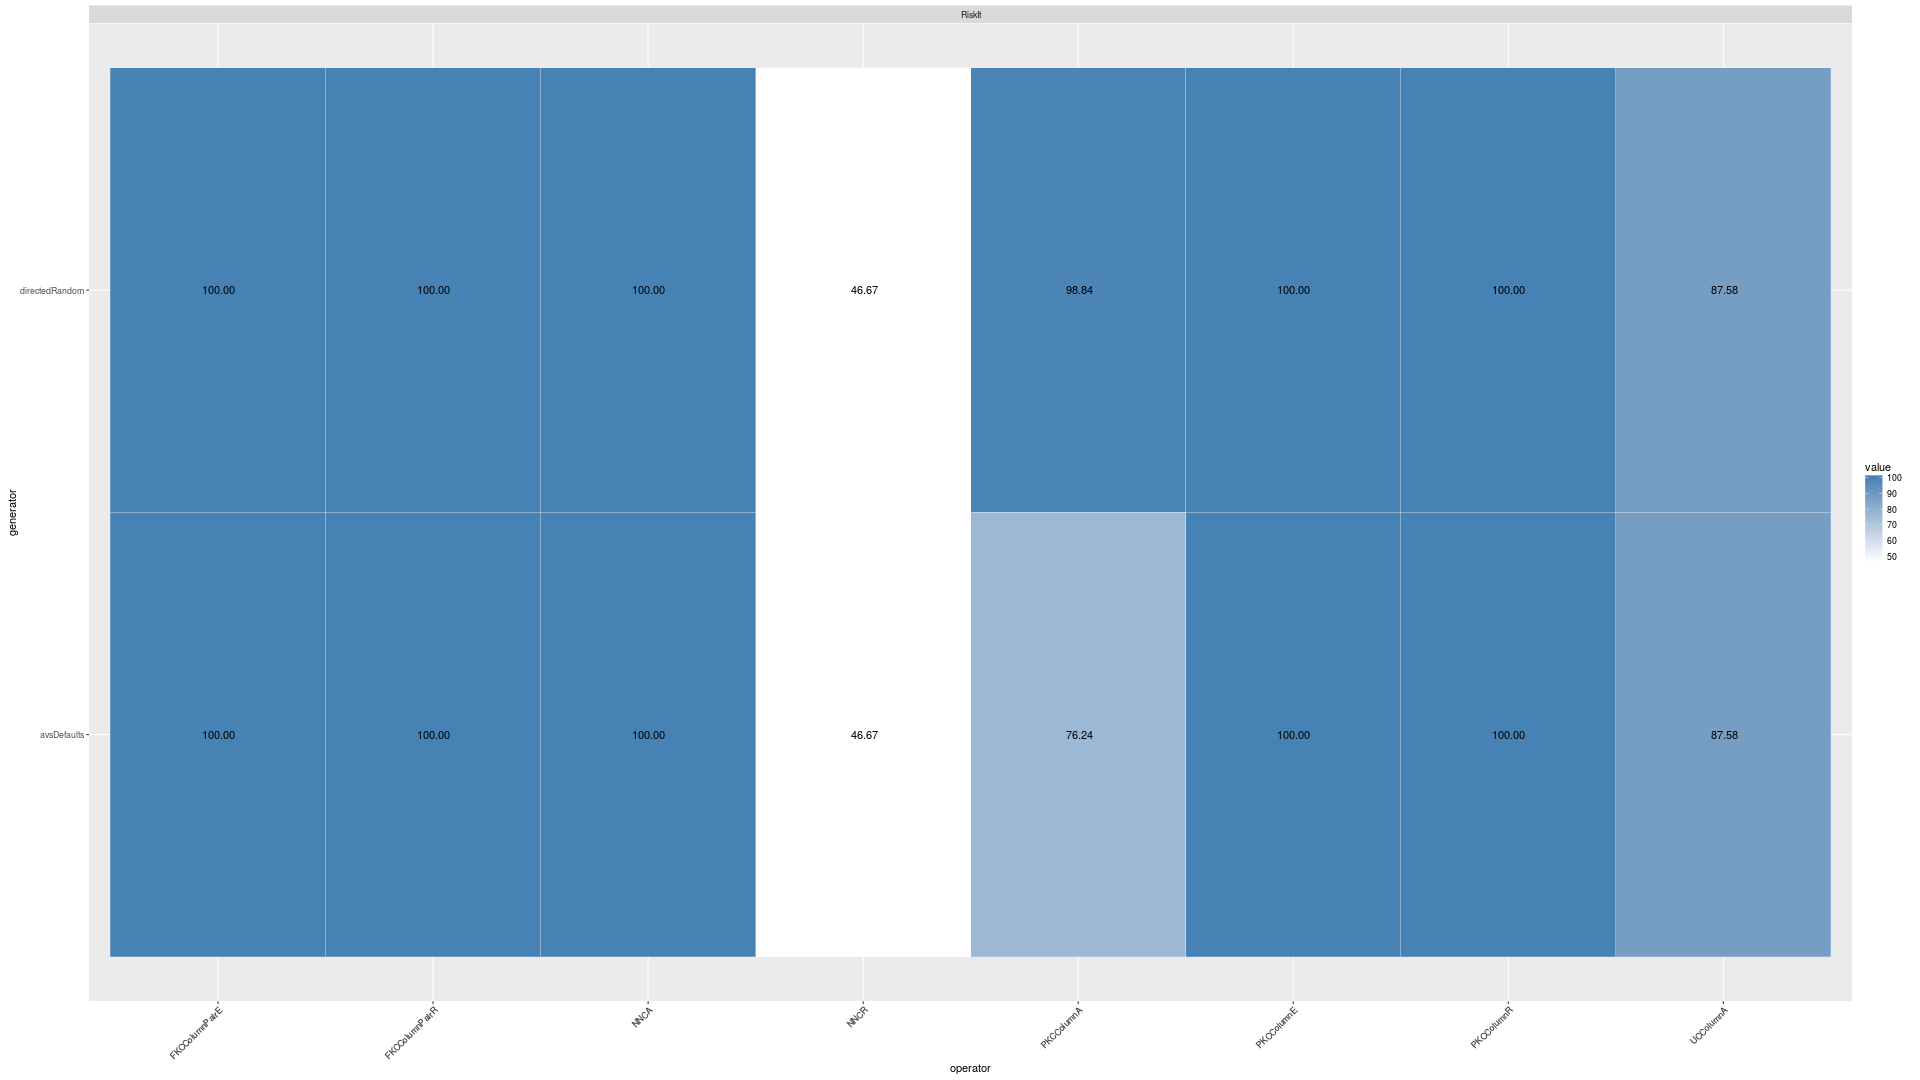 RiskIt
generator
directedRandom
100.00 100.00 100.00 46.67 98.84 100.00 100.00 87.58
avsDefaults
100.00 100.00 100.00 46.67 76.24 100.00 100.00 87.58
value
100
90
80
70
60
50
FKCColumnPairE FKCColumnPairR NNCA NNCR PKCColumnA PKCColumnE PKCColumnR UCColumnA
operator